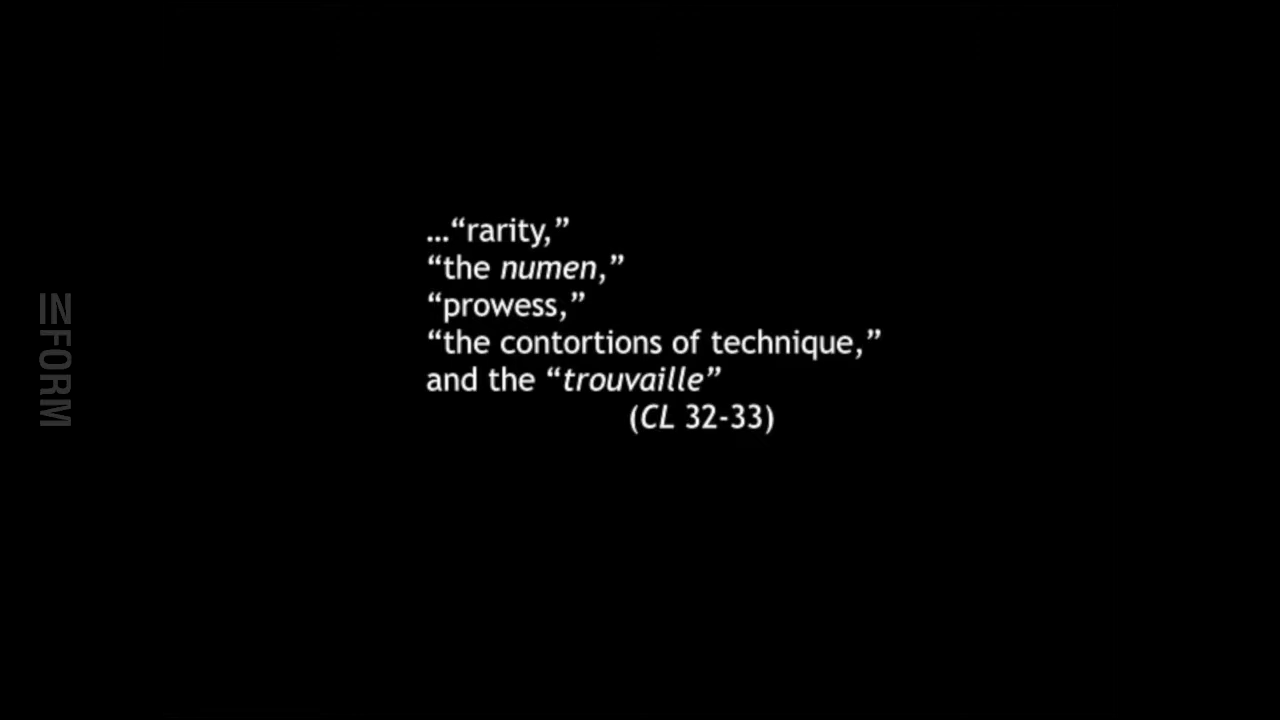 …“rarity,”
“the numen,”
“prowess,”
“the contortions of technique,”
and the “trouvaille”
(CL 32-33)
INFORM